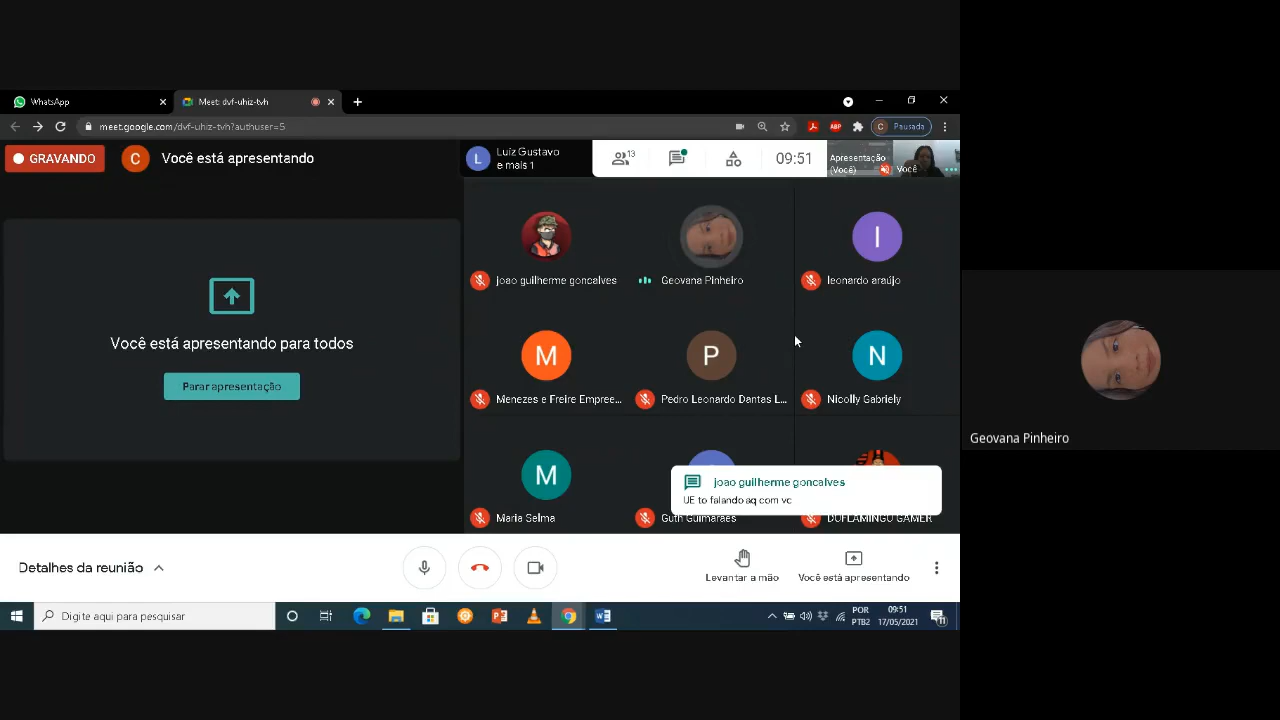 WhatsApp
Meet: dvf-uhiz-tvh
meet.google.com/dvf-uhiz-tvh?authuser=5
ABP
C Pausada
GRAVANDO
C Você está apresentando
L Luíz Gustavo
e mais 1
13
09:51
Apresentação
(Você)
Você
Você está apresentando para todos
Parar apresentação
joao guilherme goncalves
Geovana Pinheiro
l
leonardo araújo
M
Menezes e Freire Empree...
P
Pedro Leonardo Dantas L...
N
Nicolly Gabriely
M
Maria Selma
Guth Guimaraes
DUFLAMINGO GAMER
joao guilherme goncalves
UE to falando aq com vc
Geovana Pinheiro
Detalhes da reunião
Levantar a mão
Você está apresentando
Digite aqui para pesquisar
POR
PTB2
09:51
17/05/2021
11